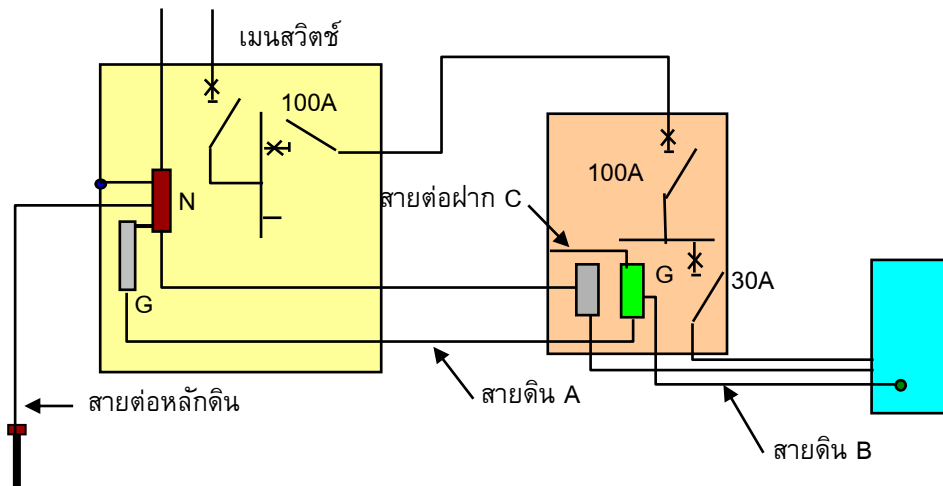 เมนสวิตช์
100A
100A
สายต่อฝาก C
N
G
30A
G
สายดิน A
สายต่อหลักดิน
สายดิน B